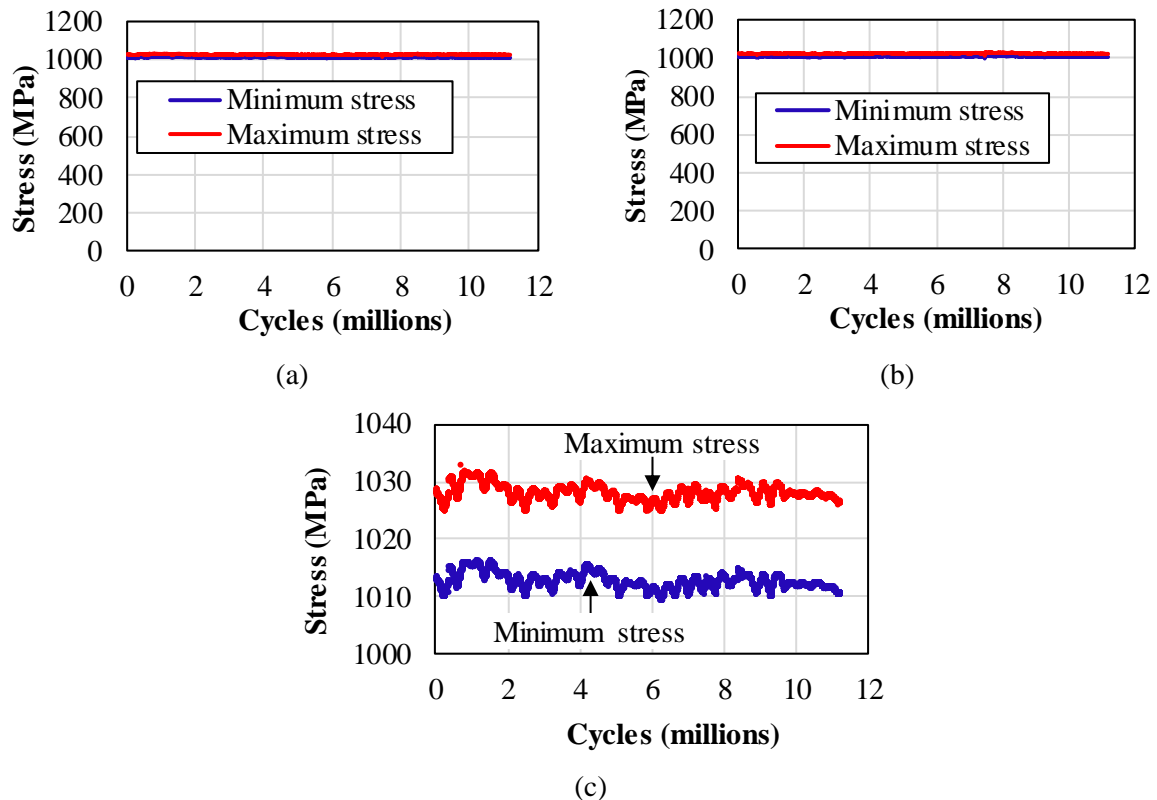 1200
1000
800
600
400
200
0
Stress (MPa)
Minimum stress
Maximum stress
0 2 4 6 8 10 12
Cycles (millions)
(a)
1200
1000
800
600
400
200
0
Stress (MPa)
Minimum stress
Maximum stress
0 2 4 6 8 10 12
Cycles (millions)
(b)
1040
1030
1020
1010
1000
Stress (MPa)
Maximum stress
Minimum stress
0 2 4 6 8 10 12
Cycles (millions)
(c)